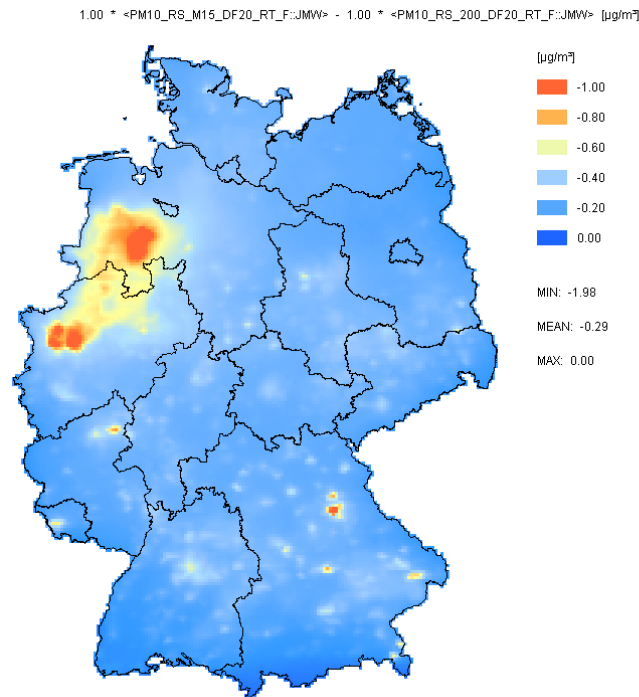 1.00 * <PM10_RS_M15_DF20_RT_F::JMW> - 1.00 * <PM10_RS_200_DF20_RT_F::JMW> [µg/m³]
[µg/m³]
-1.00
-0.80
-0.60
-0.40
-0.20
0.00
MIN: -1.98
MEAN: -0.29
MAX: 0.00